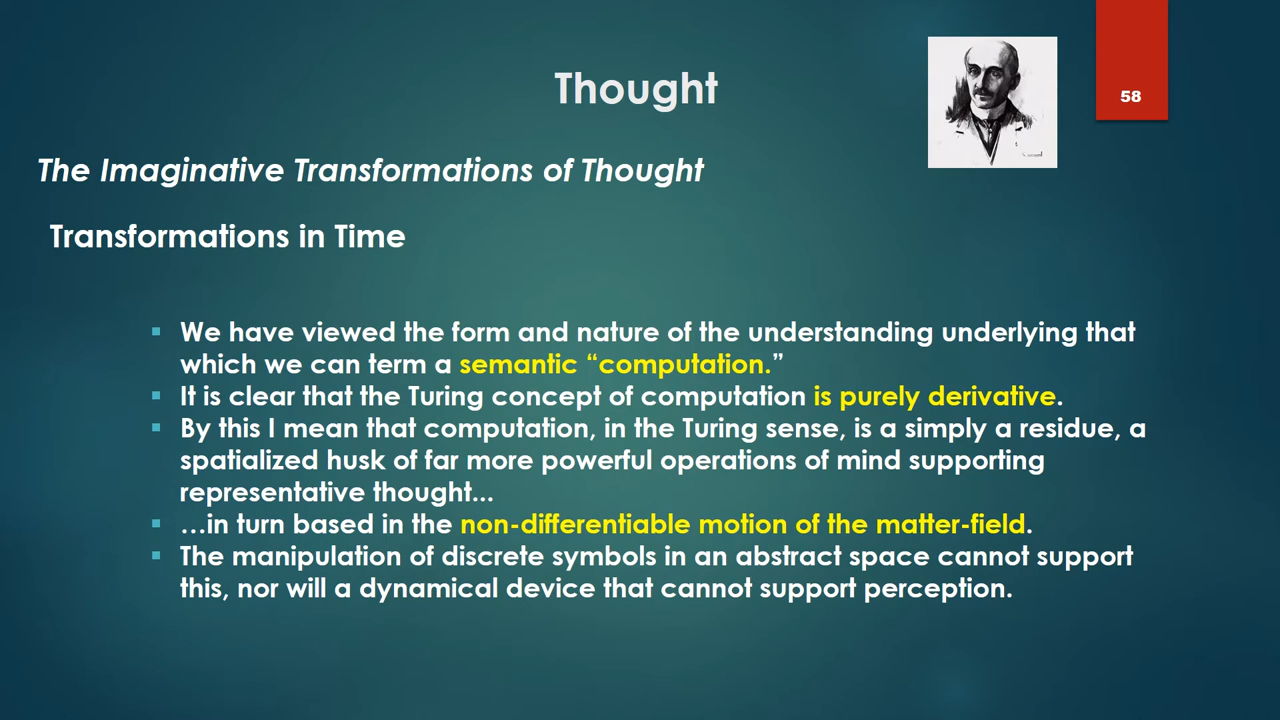 Thought
58
The Imaginative Transformations of Thought
Transformations in Time
We have viewed the form and nature of the understanding underlying that
which we can term a semantic “computation.”
It is clear that the Turing concept of computation is purely derivative.
By this I mean that computation, in the Turing sense, is a simply a residue, a
spatialized husk of far more powerful operations of mind supporting
representative thought...
…in turn based in the non-differentiable motion of the matter-field.
The manipulation of discrete symbols in an abstract space cannot support
this, nor will a dynamical device that cannot support perception.